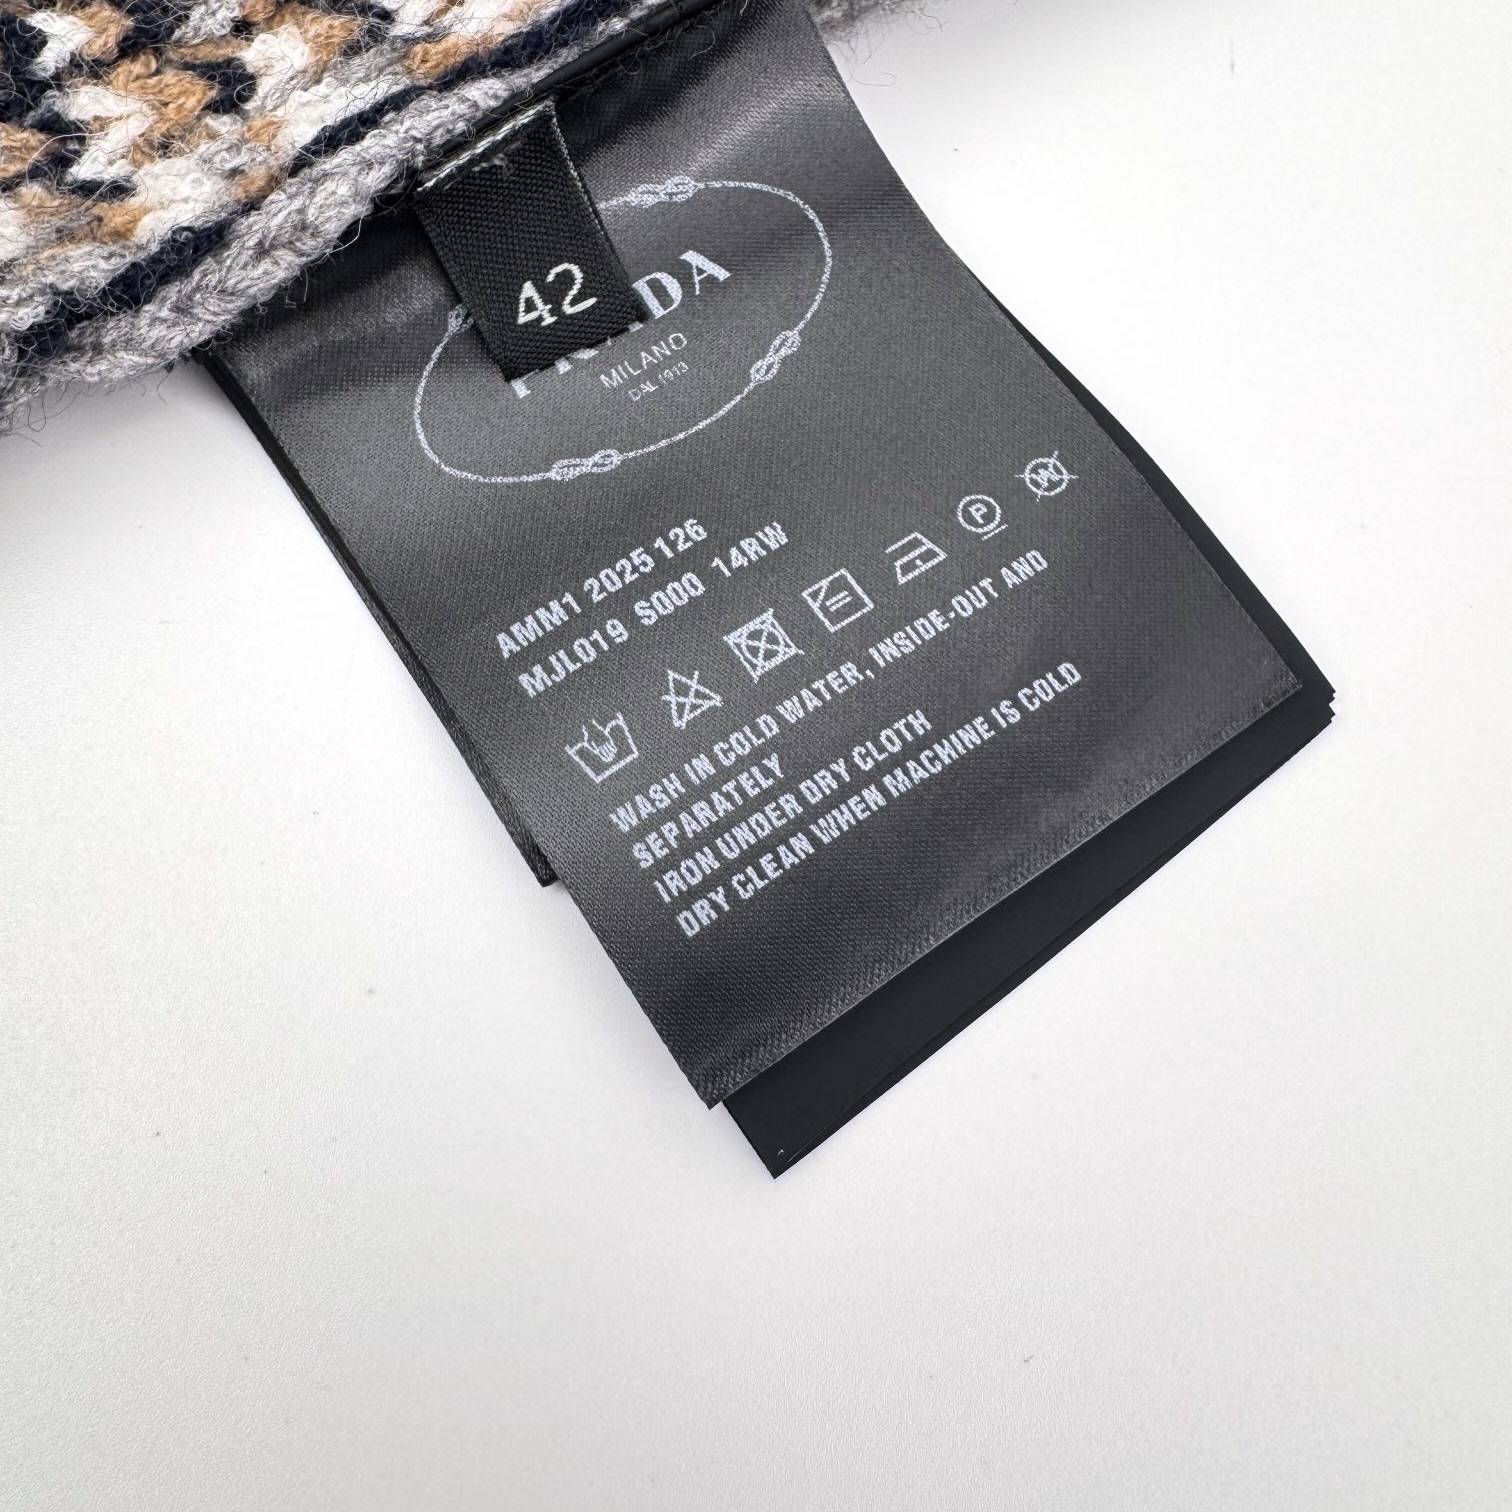 42
PRADA
MILANO
DAL 1913
AMM1 2025 126
MJL019 S000 14RW
P
W
WASH IN COLD WATER, INSIDE-OUT AND
SEPARATELY
IRON UNDER DRY CLOTH
DRY CLEAN WHEN MACHINE IS COLD